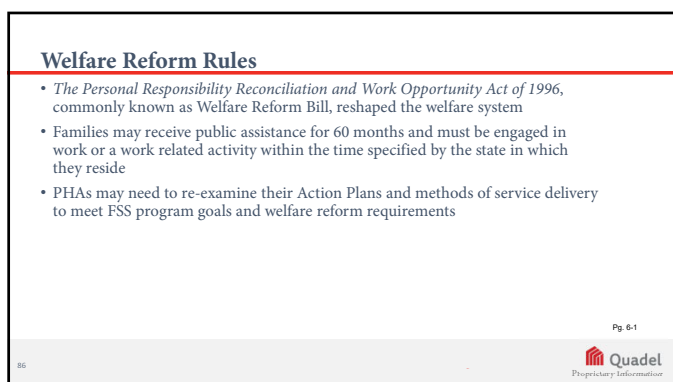 Welfare Reform Rules
• The Personal Responsibility Reconciliation and Work Opportunity Act of 1996,
commonly known as Welfare Reform Bill, reshaped the welfare system
• Families may receive public assistance for 60 months and must be engaged in
work or a work related activity within the time specified by the state in which
they reside
• PHAs may need to re-examine their Action Plans and methods of service delivery
to meet FSS program goals and welfare reform requirements
Pg. 6-1
86
Quadel
Proprietary Information